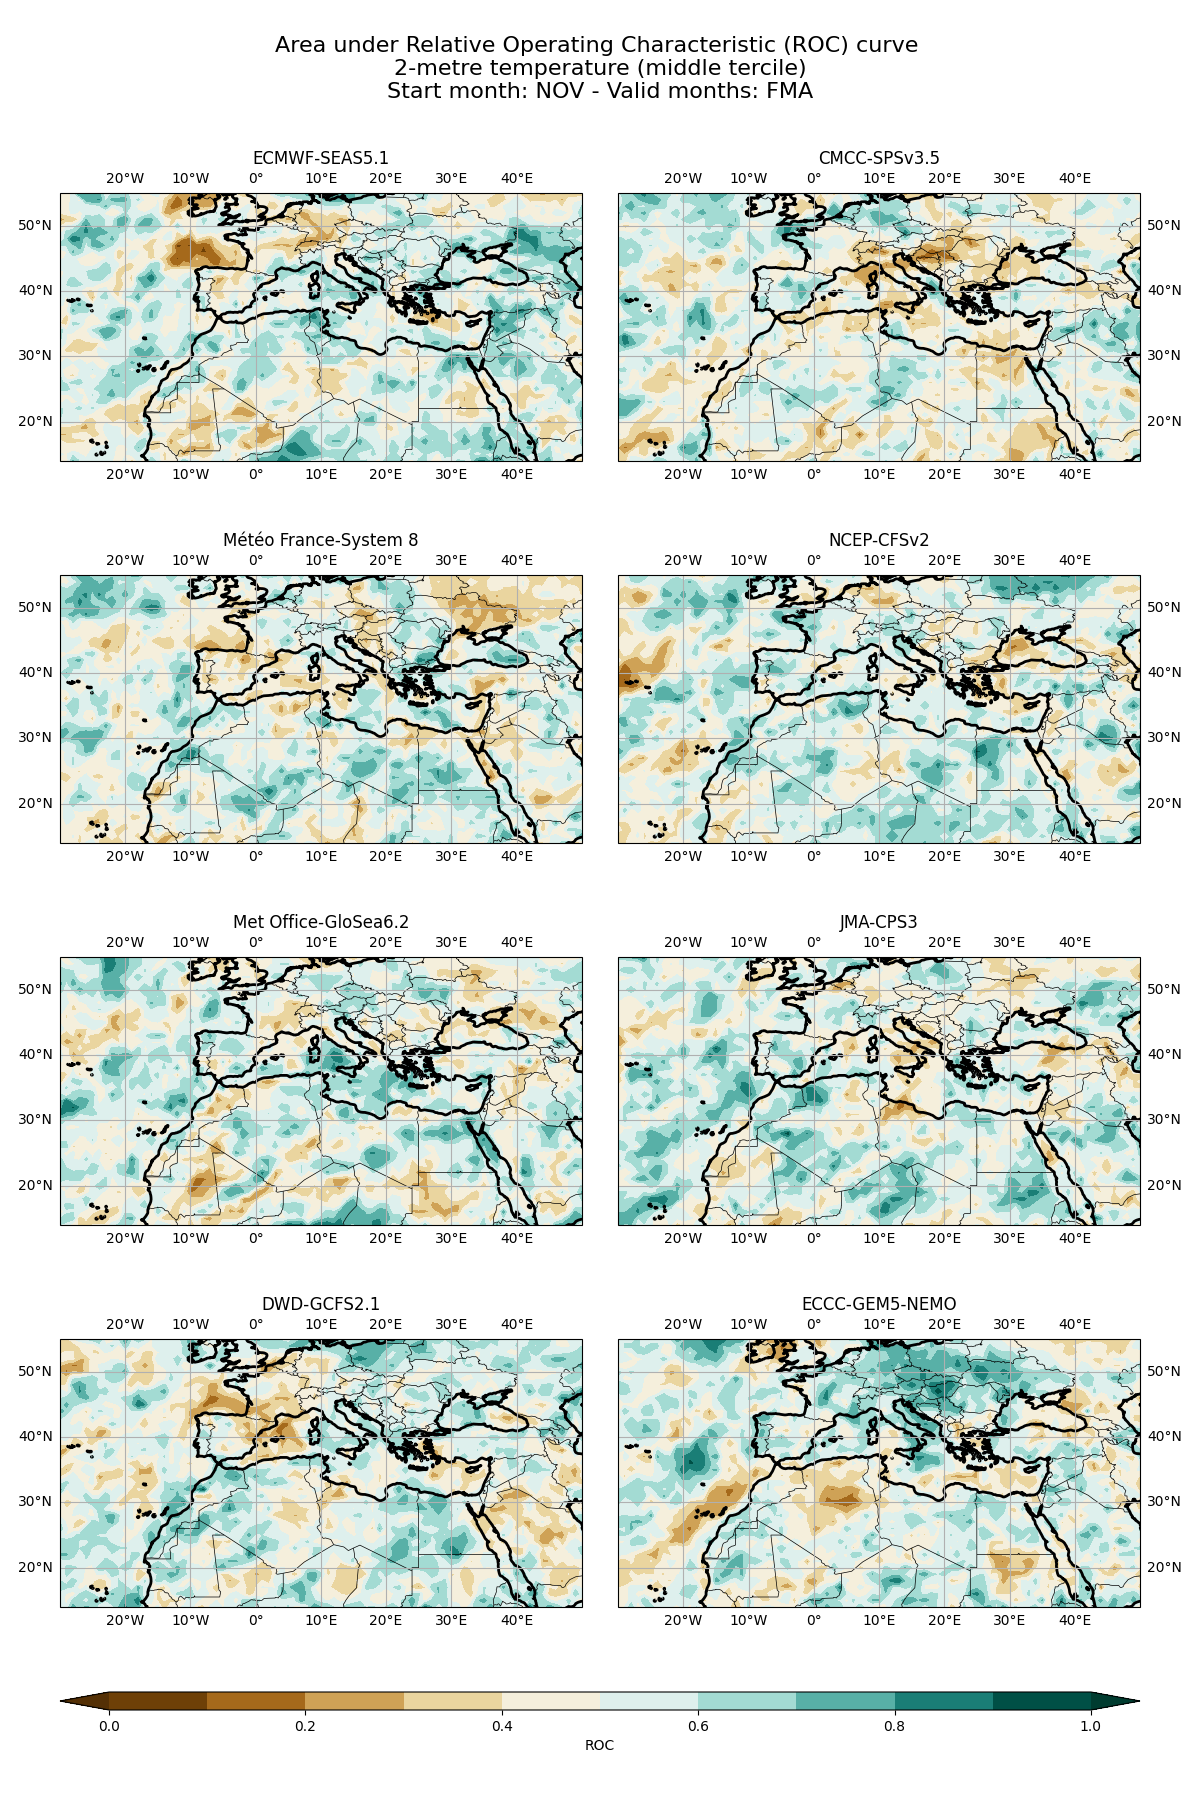 Area under Relative Operating Characteristic (ROC) curve
2-metre temperature (middle tercile)
Start month: NOV - Valid months: FMA
ECMWF-SEAS5.1
CMCC-SPSv3.5
20°W 10°W 0° 10°E 20°E 30°E 40°E
20°W 10°W 0° 10°E 20°E 30°E 40°E
50°N
50°N
40°N
40°N
30°N
30°N
20°N
20°N
20°W 10°W 0° 10°E 20°E 30°E 40°E
20°W 10°W 0° 10°E 20°E 30°E 40°E
Météo France-System 8
NCEP-CFSv2
20°W 10°W 0° 10°E 20°E 30°E 40°E
20°W 10°W 0° 10°E 20°E 30°E 40°E
50°N
50°N
40°N
40°N
30°N
30°N
20°N
20°N
20°W 10°W 0° 10°E 20°E 30°E 40°E
20°W 10°W 0° 10°E 20°E 30°E 40°E
Met Office-GloSea6.2
JMA-CPS3
20°W 10°W 0° 10°E 20°E 30°E 40°E
20°W 10°W 0° 10°E 20°E 30°E 40°E
50°N
50°N
40°N
40°N
30°N
30°N
20°N
20°N
20°W 10°W 0° 10°E 20°E 30°E 40°E
20°W 10°W 0° 10°E 20°E 30°E 40°E
DWD-GCFS2.1
ECCC-GEM5-NEMO
20°W 10°W 0° 10°E 20°E 30°E 40°E
20°W 10°W 0° 10°E 20°E 30°E 40°E
50°N
50°N
40°N
40°N
30°N
30°N
20°N
20°N
20°W 10°W 0° 10°E 20°E 30°E 40°E
20°W 10°W 0° 10°E 20°E 30°E 40°E
0.0 0.2 0.4 0.6 0.8 1.0
ROC